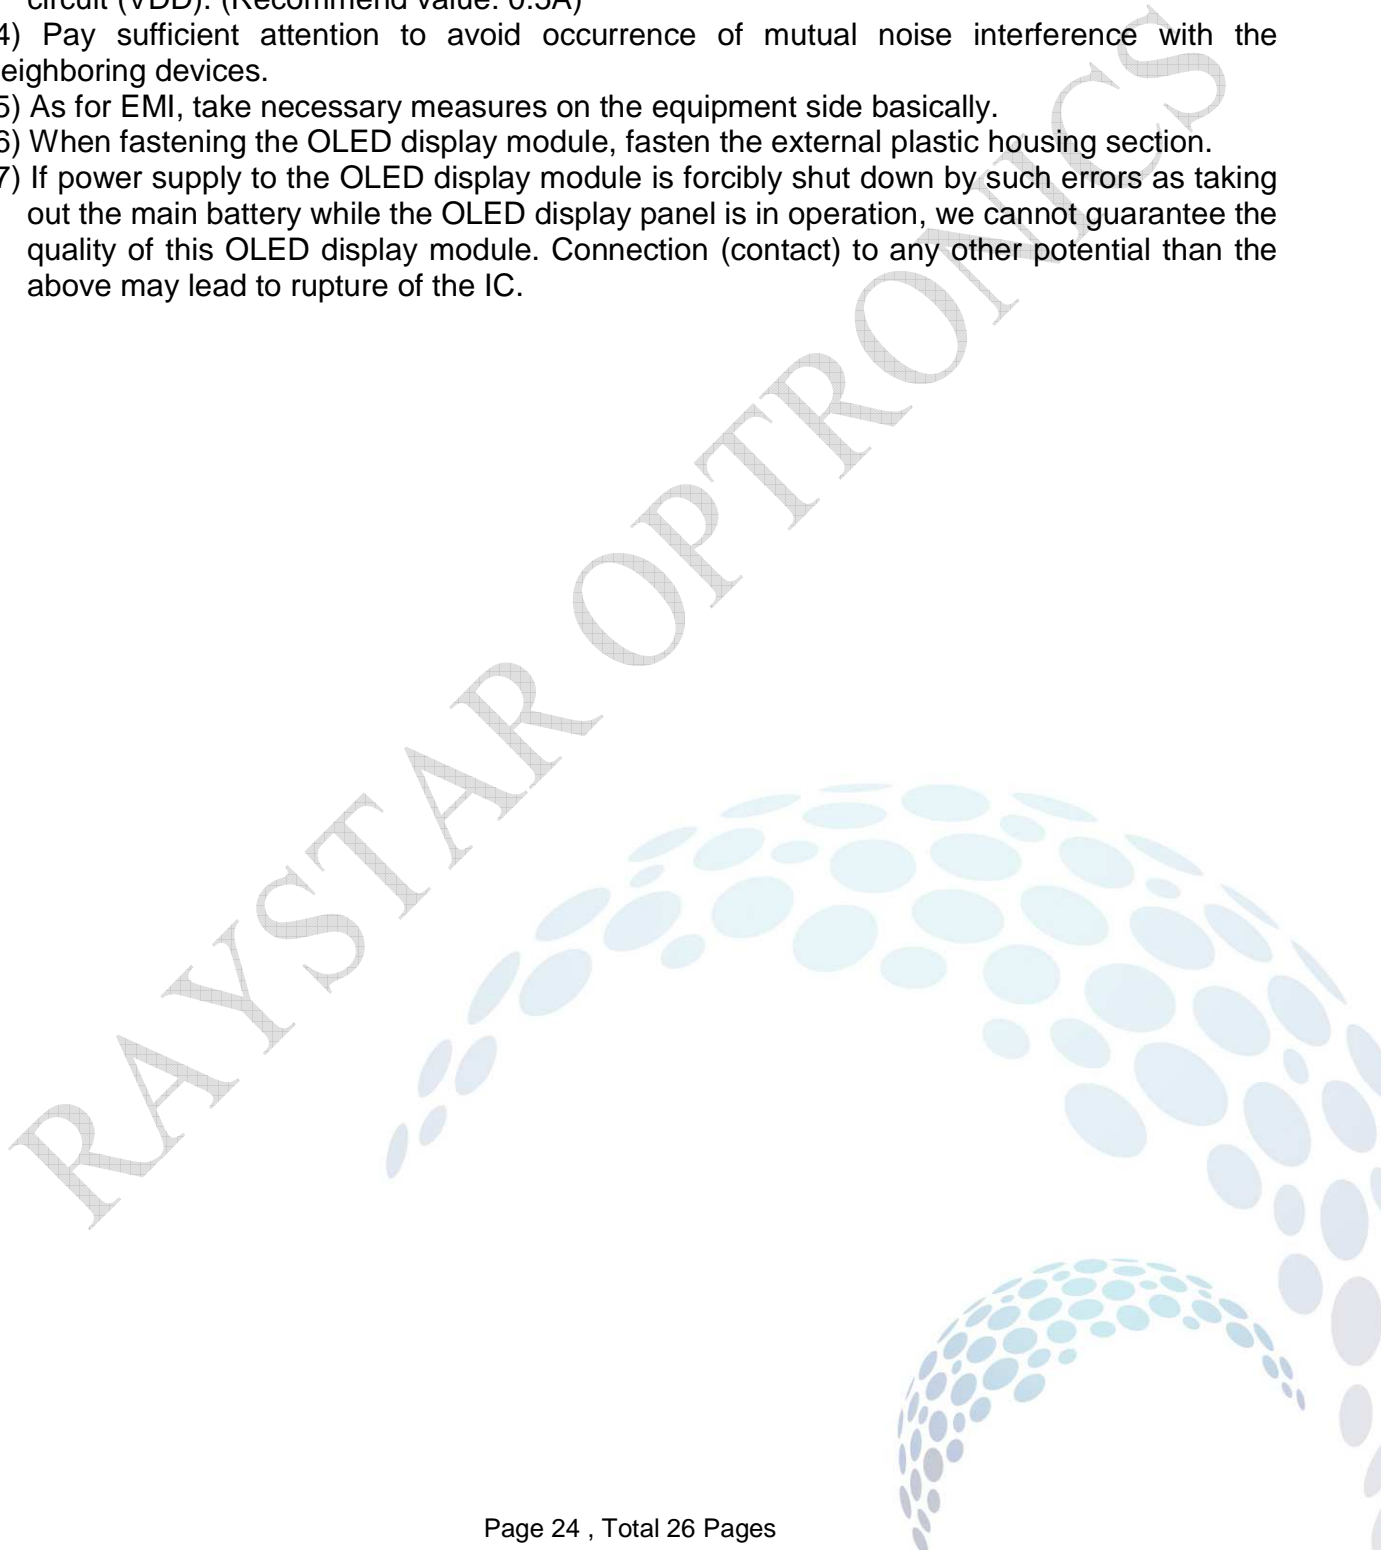 circuit (VDD). (Recommend value: 0.5A)
4) Pay sufficient attention to avoid occurrence of mutual noise interference with the
eighboring devices.
5) As for EMI, take necessary measures on the equipment side basically.
6) When fastening the OLED display module, fasten the external plastic housing section.
7) If power supply to the OLED display module is forcibly shut down by such errors as taking
out the main battery while the OLED display panel is in operation, we cannot guarantee the
quality of this OLED display module. Connection (contact) to any other potential than the
above may lead to rupture of the IC.
RAYSTAR OPTRONICS
Page 24 , Total 26 Pages